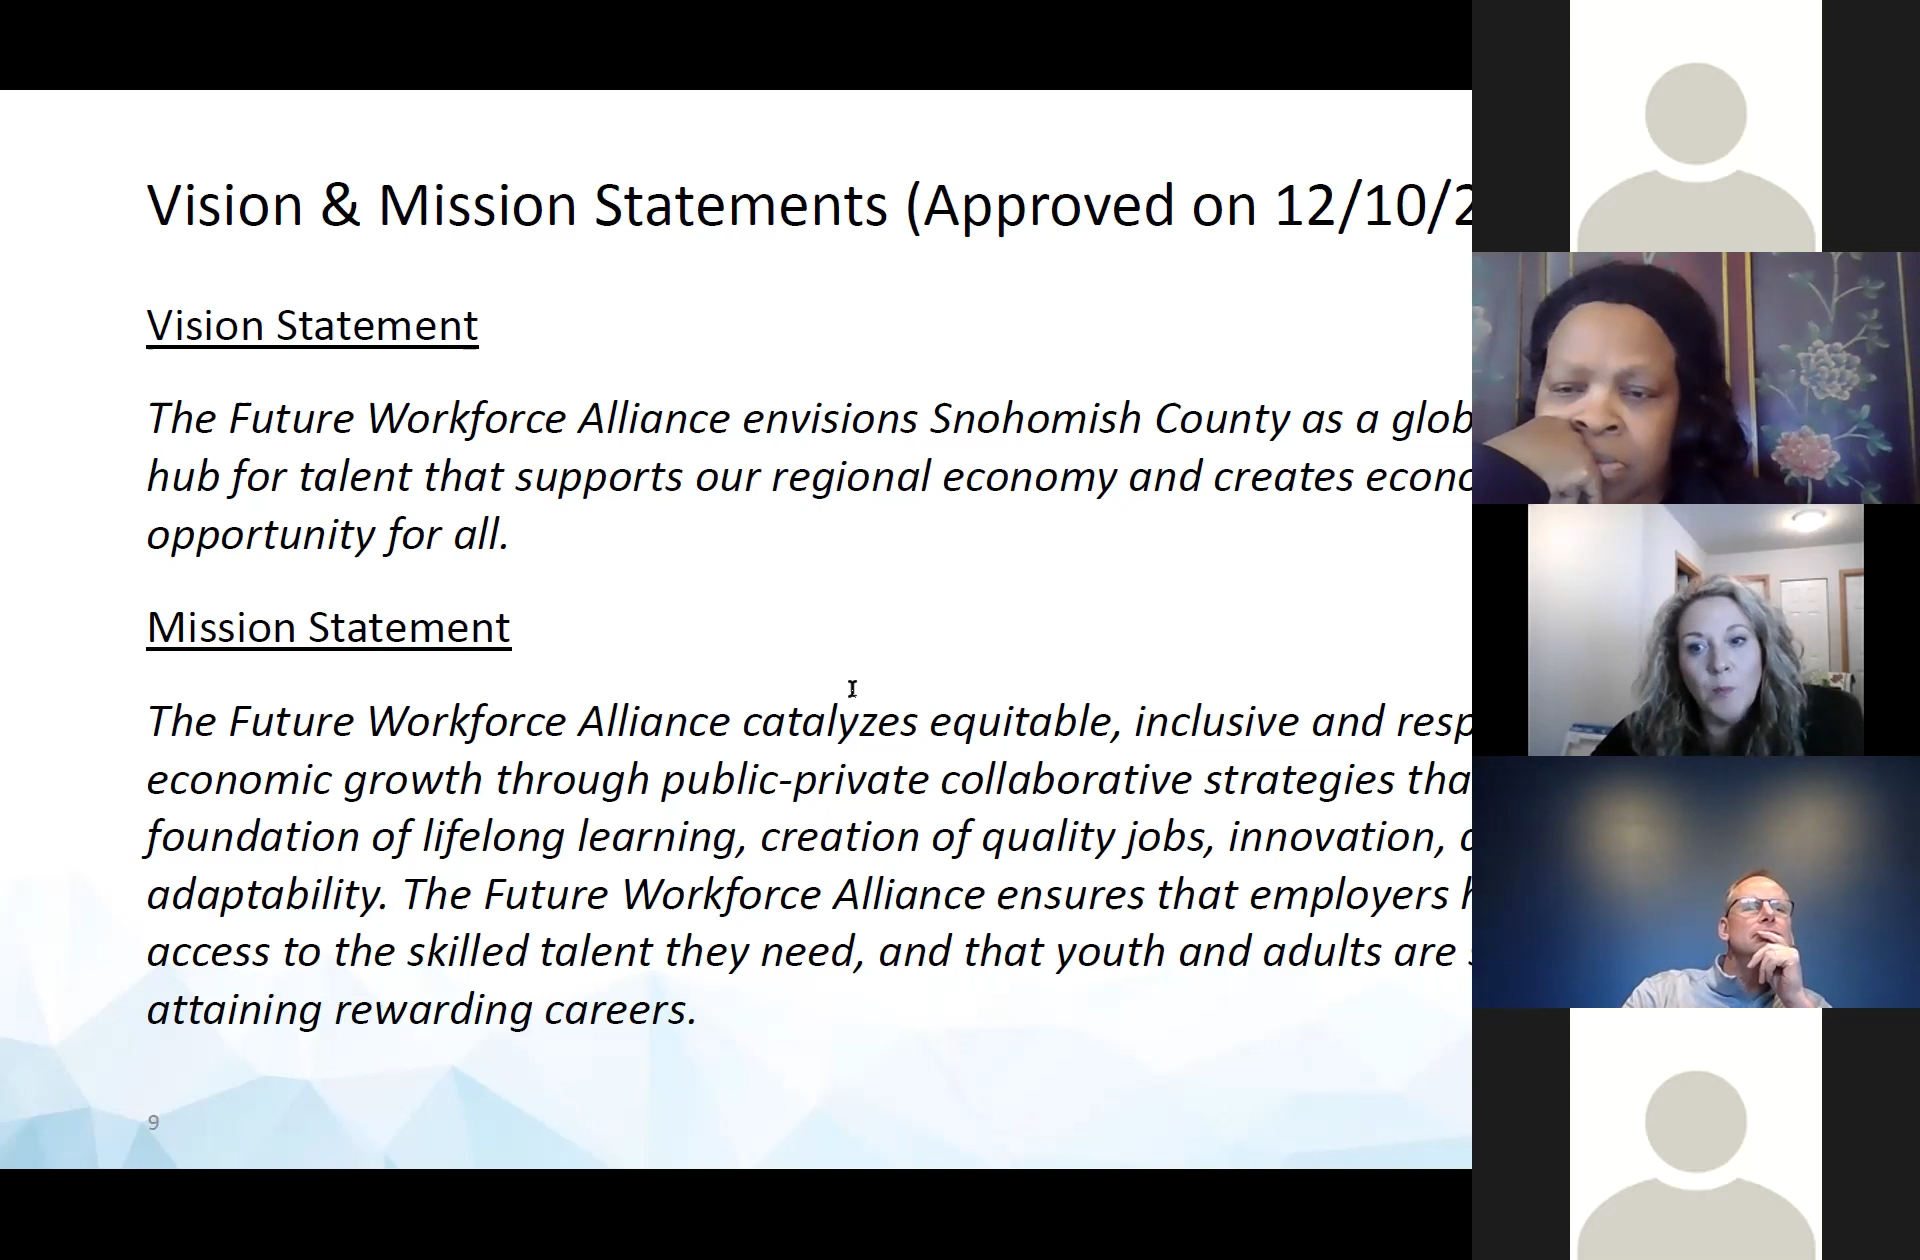 Vision & Mission Statements (Approved on 12/10/2
Vision Statement
The Future Workforce Alliance envisions Snohomish County as a glob
hub for talent that supports our regional economy and creates econo
opportunity for all.
Mission Statement
The Future Workforce Alliance catalyzes equitable, inclusive and resp
economic growth through public-private collaborative strategies tha
foundation of lifelong learning, creation of quality jobs, innovation,
adaptability. The Future Workforce Alliance ensures that employers
access to the skilled talent they need, and that youth and adults are
attaining rewarding careers.
9